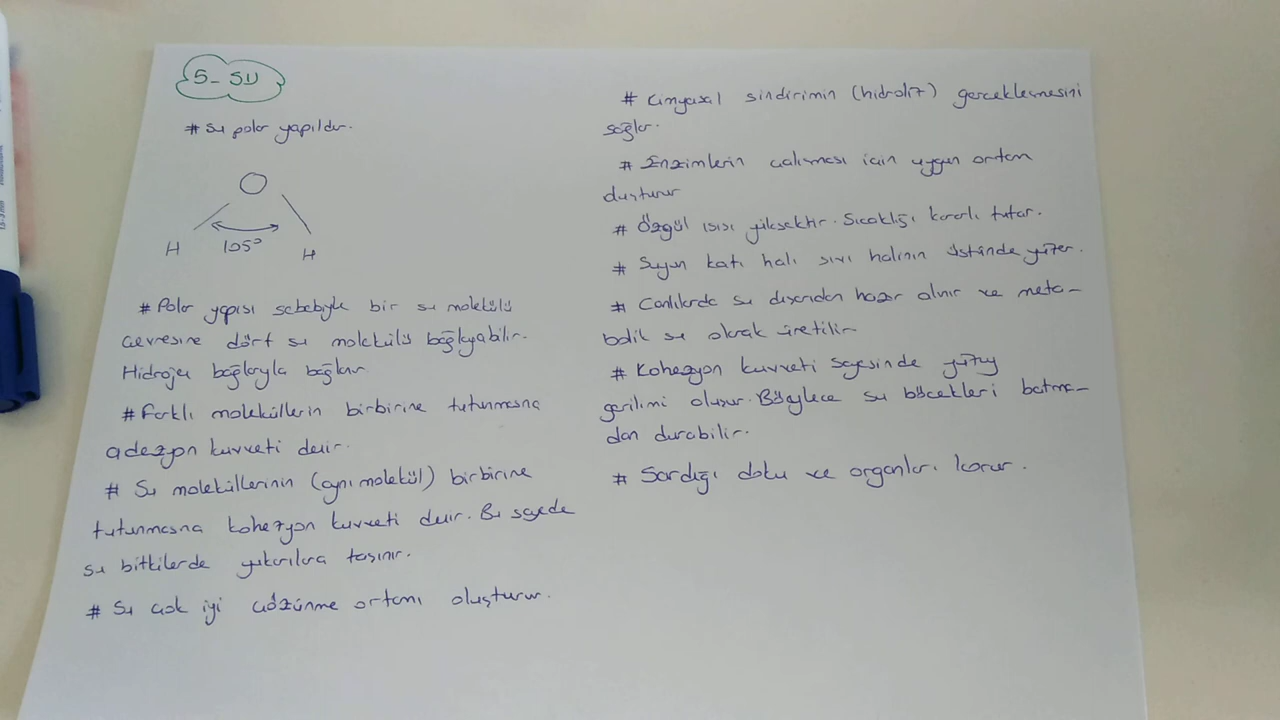 5- SU
# Su polar yapılıdır.
O
105°
H H
# Polar yapısı sebebiyle bir su molekülü
çevresine dört su molekülü bağlayabilir.
Hidrojen bağlarıyla bağlanır
# Farklı moleküllerin birbirine tutunmasına
adezyon kuvveti denir.
# Su moleküllerinin (aynı molekül) birbirine
tutunmasına kohezyon kuvveti denir. Bu sayede
su bitkilerde yukarılara taşınır.
# Su çok iyi çözünme ortamı oluşturur.
# Kimyasal sindirimin (hidroliz) gerçekleşmesini
sağlar.
# Enzimlerin çalışması için uygun ortam
oluşturur
# Özgül ısısı yüksektir. Sıcaklığı kararlı tutar.
# Suyun katı hali sıvı halinin üstünde yüzer.
# Canlılarda su dışarıdan hazır alınır ve meta-
bolik su olarak üretilir
# Kohezyon kuvveti sayesinde yüzey
gerilimi oluşur. Böylece su böcekleri batma-
dan durabilir.
# Sardığı doku ve organları korur.